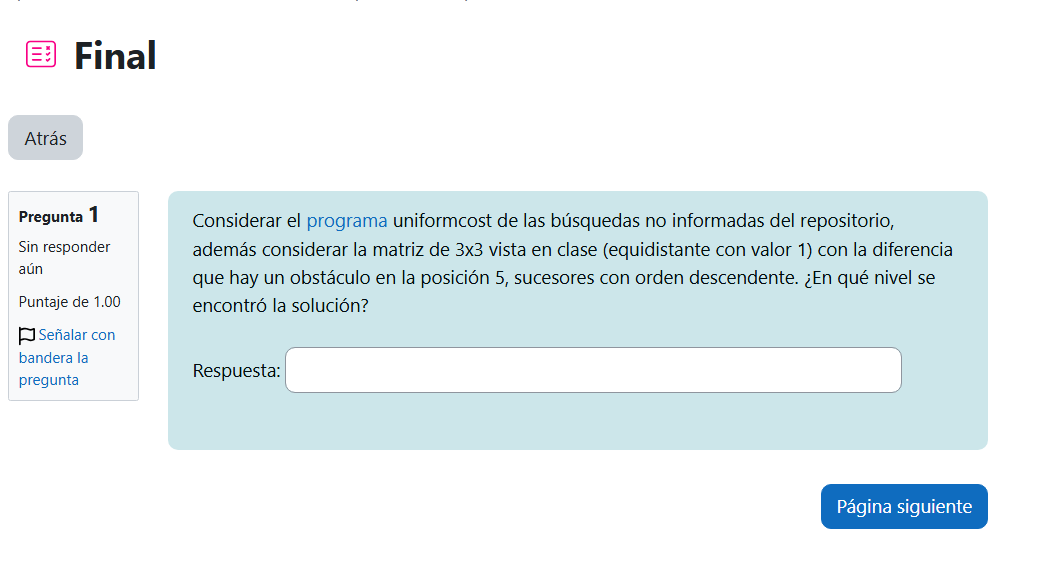 Final
Atrás
Pregunta 1
Sin responder
aún
Puntaje de 1.00
Señalar con
bandera la
pregunta
Considerar el programa uniformcost de las búsquedas no informadas del repositorio,
además considerar la matriz de 3x3 vista en clase (equidistante con valor 1) con la diferencia
que hay un obstáculo en la posición 5, sucesores con orden descendente. ¿En qué nivel se
encontró la solución?
Respuesta:
Página siguiente